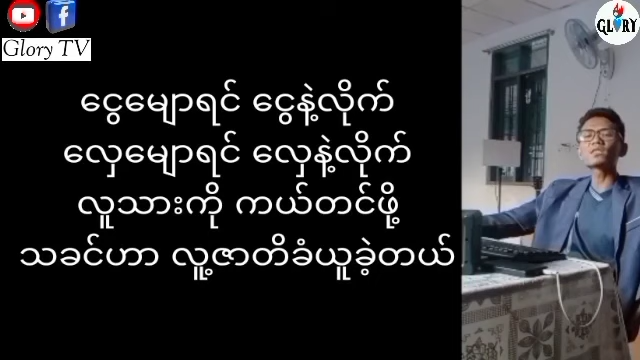 Glory TV
GLORY
ငွေမျောရင် ငွေနဲ့လိုက်
လှေမျောရင် လှေနဲ့လိုက်
လူသားကို ကယ်တင်ဖို့
သခင်ဟာ လူ့ဇာတိခံယူခဲ့တယ်